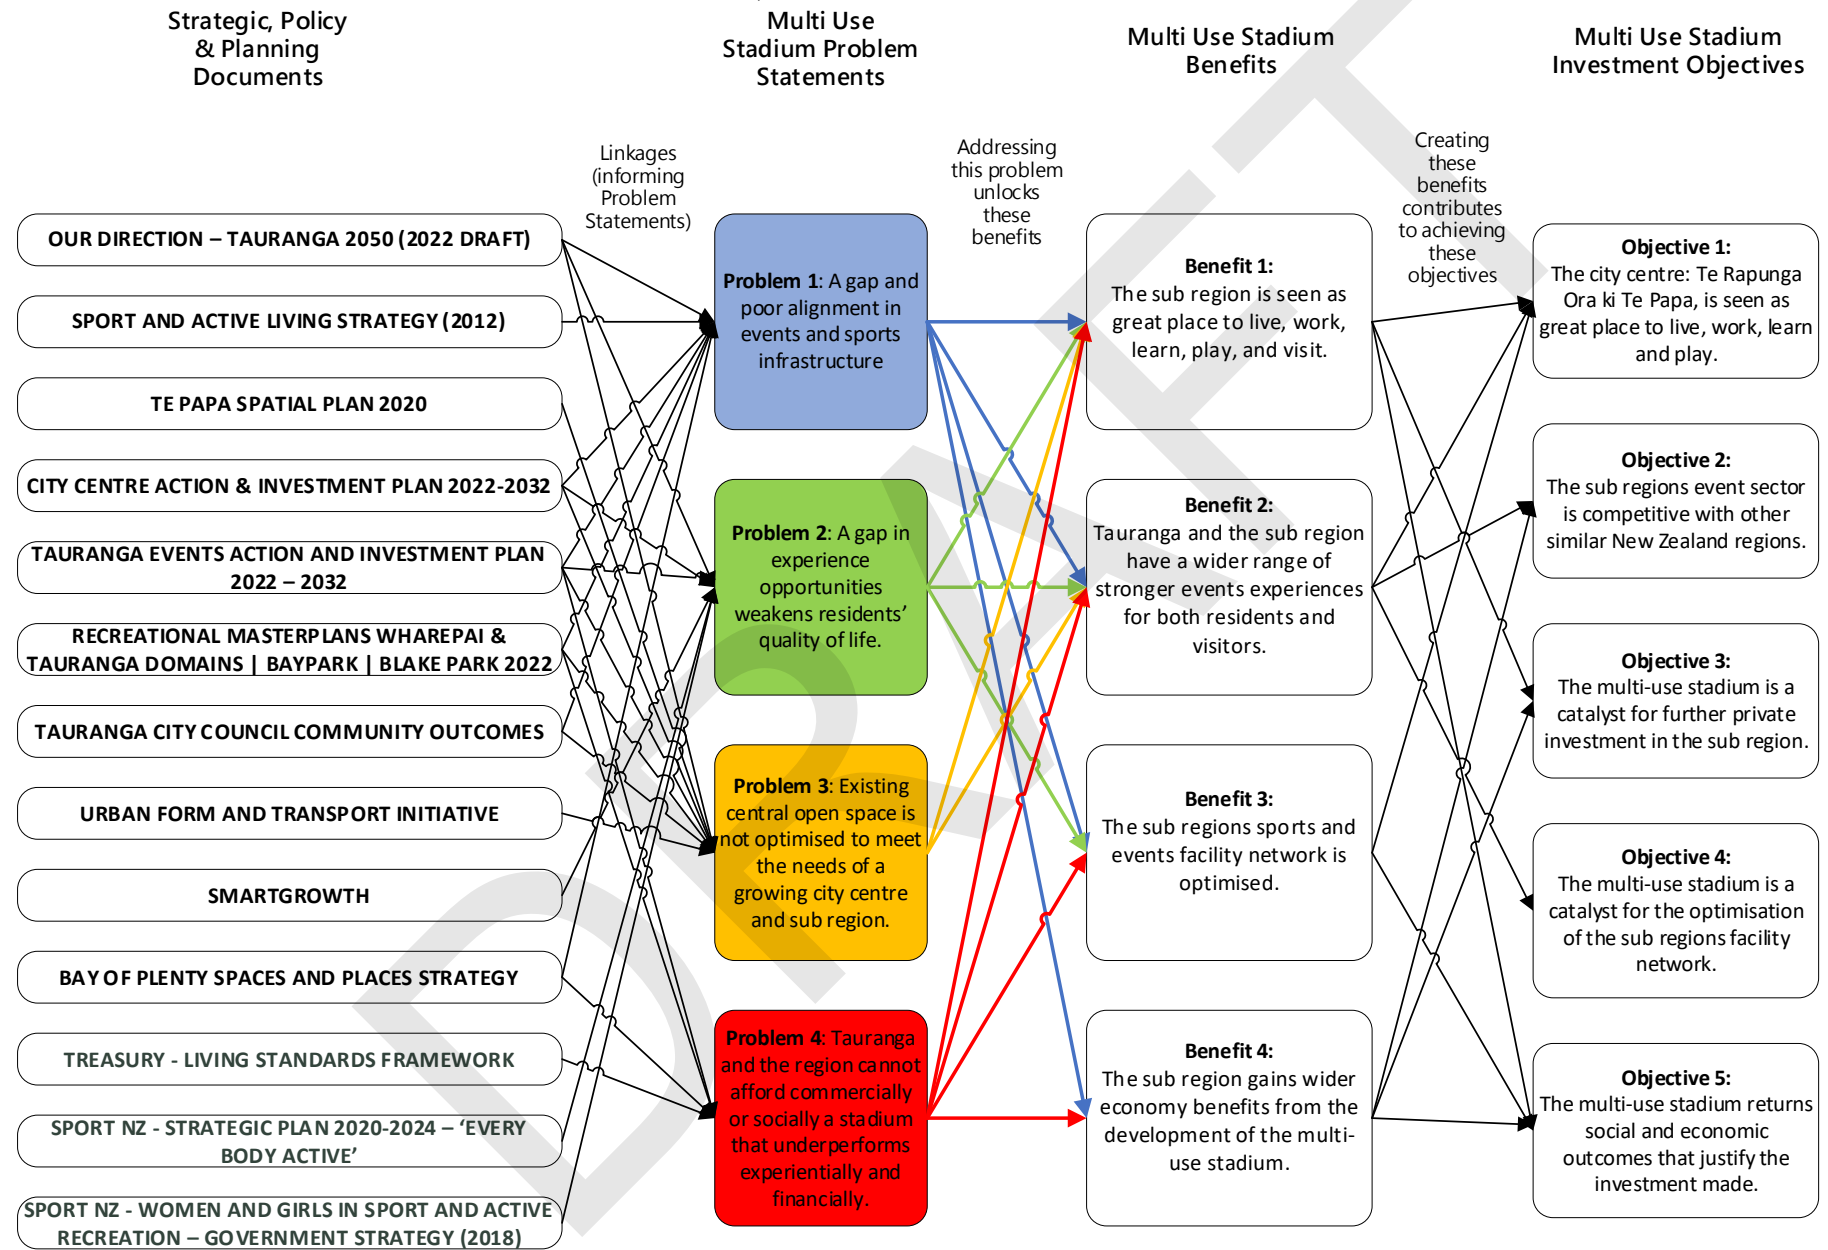 Strategic, Policy
& Planning
Documents
Multi Use
Stadium Problem
Statements
Multi Use Stadium
Benefits
Multi Use Stadium
Investment Objectives
Linkages
(informing
Problem
Statements)
Addressing
this problem
unlocks
these
benefits
Creating
these
benefits
contributes
to achieving
these
objectives
OUR DIRECTION – TAURANGA 2050 (2022 DRAFT)
SPORT AND ACTIVE LIVING STRATEGY (2012)
TE PAPA SPATIAL PLAN 2020
CITY CENTRE ACTION & INVESTMENT PLAN 2022-2032
TAURANGA EVENTS ACTION AND INVESTMENT PLAN
2022 – 2032
RECREATIONAL MASTERPLANS WHAREPAI &
TAURANGA DOMAINS | BAYPARK | BLAKE PARK 2022
TAURANGA CITY COUNCIL COMMUNITY OUTCOMES
URBAN FORM AND TRANSPORT INITIATIVE
SMARTGROWTH
BAY OF PLENTY SPACES AND PLACES STRATEGY
TREASURY - LIVING STANDARDS FRAMEWORK
SPORT NZ - STRATEGIC PLAN 2020-2024 – ‘EVERY
BODY ACTIVE’
SPORT NZ - WOMEN AND GIRLS IN SPORT AND ACTIVE
RECREATION – GOVERNMENT STRATEGY (2018)
Problem 1: A gap and
poor alignment in
events and sports
infrastructure
Problem 2: A gap in
experience
opportunities
weakens residents’
quality of life.
Problem 3: Existing
central open space is
not optimised to meet
the needs of a
growing city centre
and sub region.
Problem 4: Tauranga
and the region cannot
afford commercially
or socially a stadium
that underperforms
experientially and
financially.
Benefit 1:
The sub region is seen as
great place to live, work,
learn, play, and visit.
Benefit 2:
Tauranga and the sub region
have a wider range of
stronger events experiences
for both residents and
visitors.
Benefit 3:
The sub regions sports and
events facility network is
optimised.
Benefit 4:
The sub region gains wider
economy benefits from the
development of the multi-
use stadium.
Objective 1:
The city centre: Te Rapunga
Ora ki Te Papa, is seen as
great place to live, work, learn
and play.
Objective 2:
The sub regions event sector
is competitive with other
similar New Zealand regions.
Objective 3:
The multi-use stadium is a
catalyst for further private
investment in the sub region.
Objective 4:
The multi-use stadium is a
catalyst for the optimisation
of the sub regions facility
network.
Objective 5:
The multi-use stadium returns
social and economic
outcomes that justify the
investment made.
DRAFT